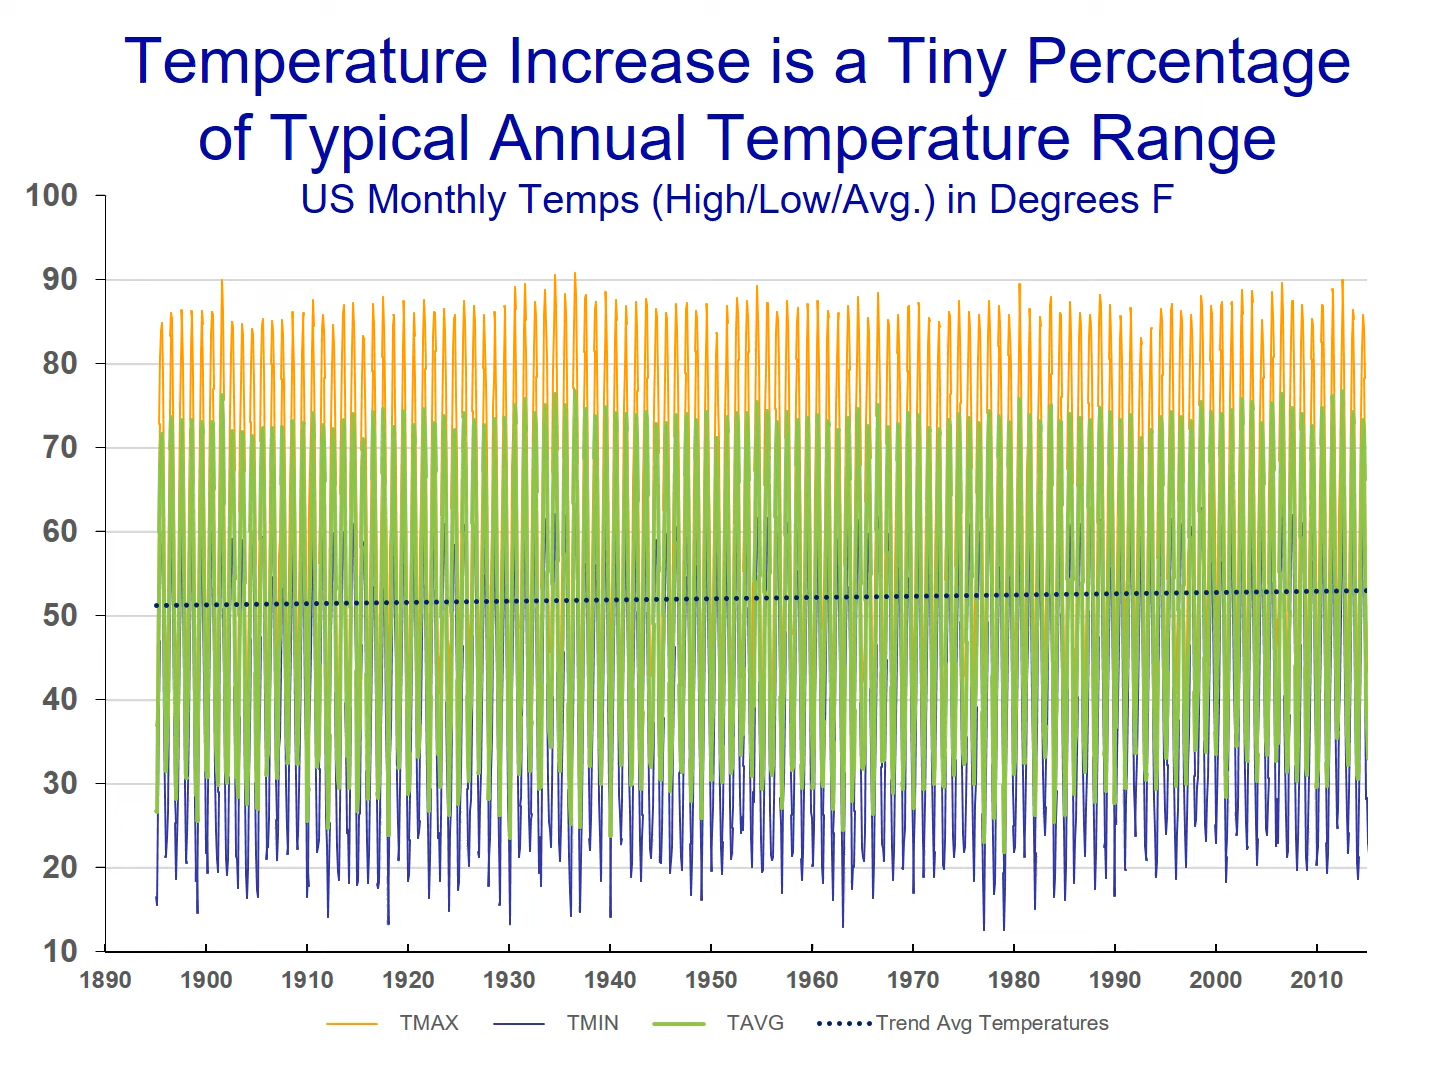 Temperature Increase is a Tiny Percentage
of Typical Annual Temperature Range
US Monthly Temps (High/Low/Avg.) in Degrees F
100
90
80
70
60
50
40
30
20
10
1890 1900 1910 1920 1930 1940 1950 1960 1970 1980 1990 2000 2010
TMAX TMIN TAVG Trend Avg Temperatures